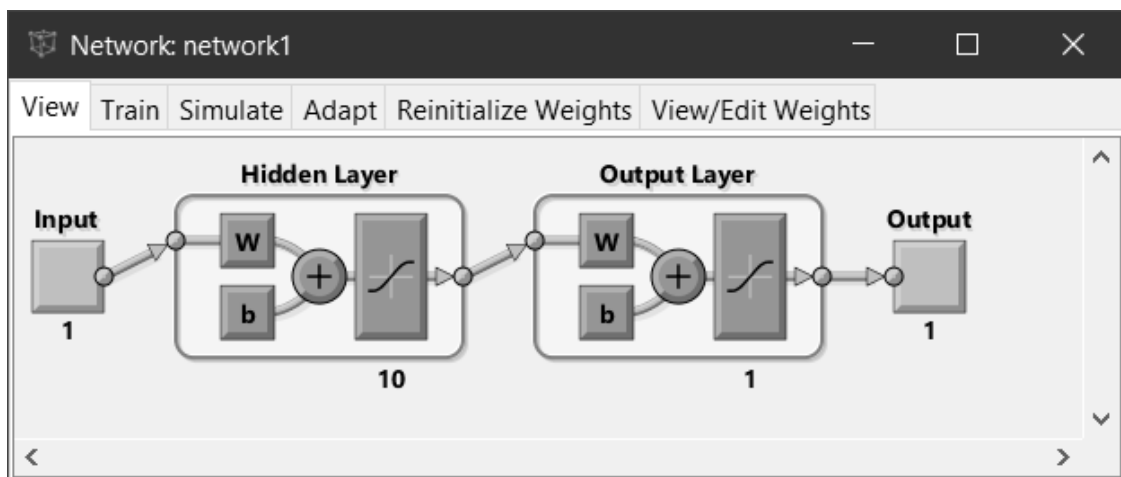 Network: network1
View Train Simulate Adapt Reinitialize Weights View/Edit Weights
Hidden Layer Output Layer
Input Output
W W
b b
1 1
10 1